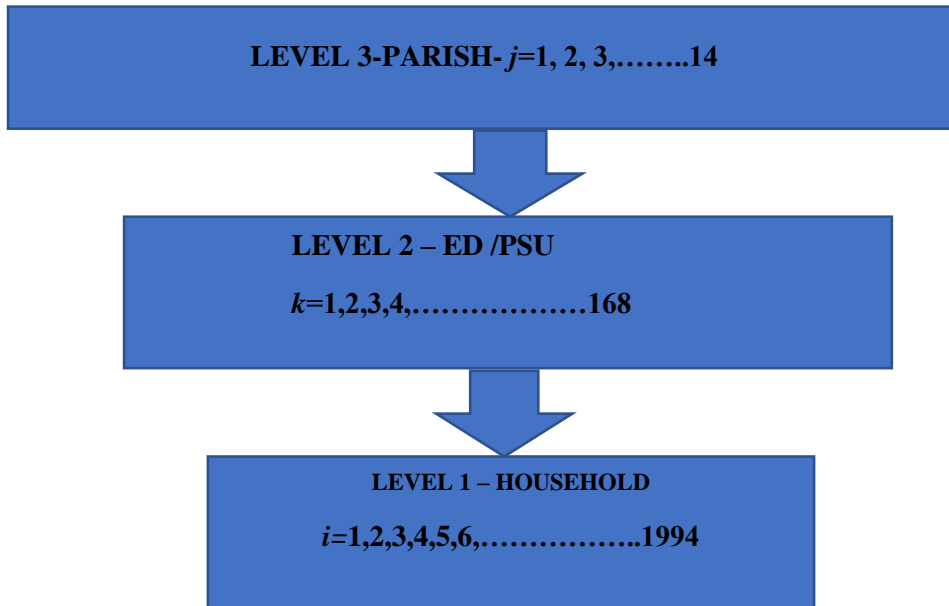 LEVEL 3-PARISH- j=1, 2, 3,……..14
LEVEL 2 – ED /PSU
k=1,2,3,4,………………168
LEVEL 1 – HOUSEHOLD
i=1,2,3,4,5,6,……………..1994